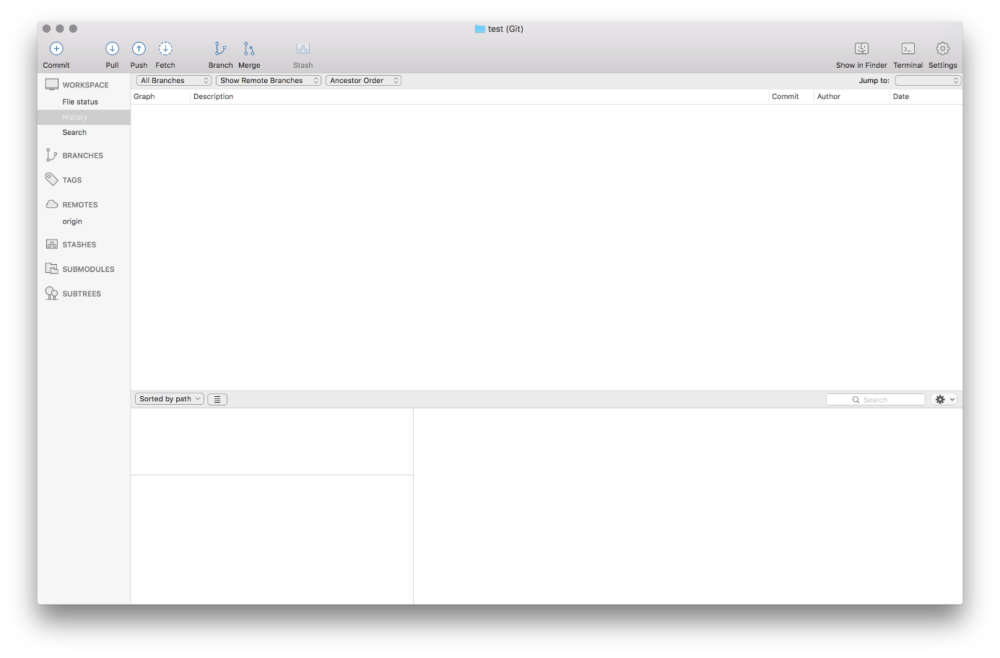 test (Git)
Commit Pull Push Fetch Branch Merge Stash Show in Finder Terminal Settings
WORKSPACE
File status
History
Search
BRANCHES
TAGS
REMOTES
origin
STASHES
SUBMODULES
SUBTREES
All Branches Show Remote Branches Ancestor Order Jump to:
Graph Description Commit Author Date
Sorted by path Search